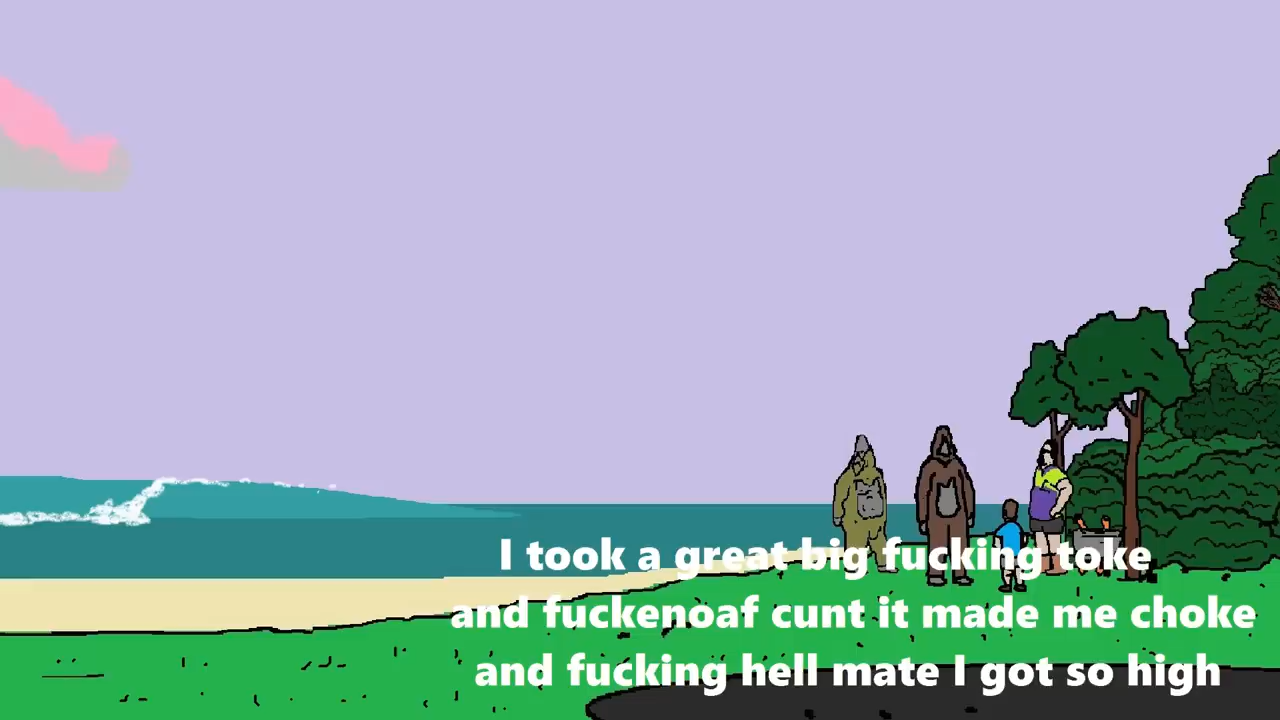 I took a great big fucking toke
and fuckenoaf cunt it made me choke
and fucking hell mate I got so high